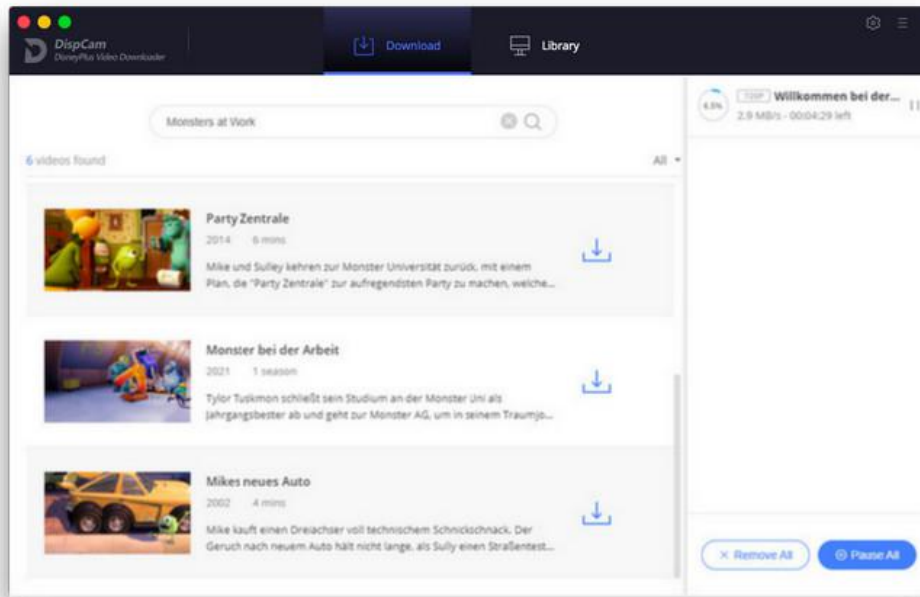 DispCam
DisneyPlus Video Downloader
Download
Library
Monsters at Work
6 videos found
All
Party Zentrale
2014 6 mins
Mike und Sulley kehren zur Monster Universität zurück, mit einem
Plan, die "Party Zentrale" zur aufregendsten Party zu machen, welche...
Monster bei der Arbeit
2021 1 season
Tylor Tuskmon schließt sein Studium an der Monster Uni als
Jahrgangsbester ab und geht zur Monster AG, um in seinem Traumjo...
Mikes neues Auto
2002 4 mins
Mike kauft einen Dreiachser voll technischem Schnickschnack. Der
Geruch nach neuem Auto hält nicht lange, als Sully einen Straßentest...
6.5%
720P Willkommen bei der...
2.9 MB/s - 00:04:29 left
Remove All
Pause All